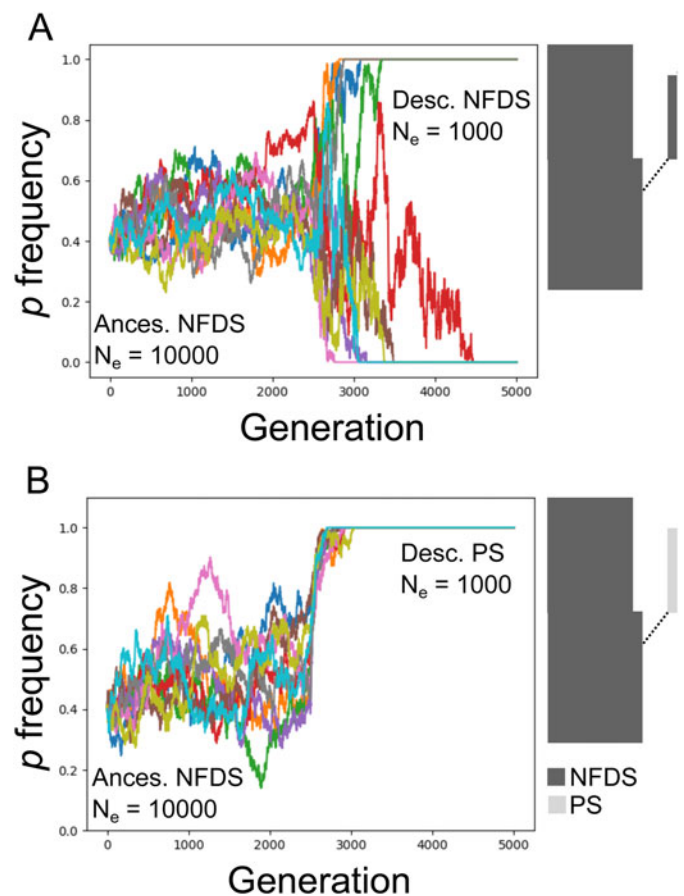 A
p frequency
1.0
0.8
0.6
0.4
0.2
0.0
Desc. NFDS
Ne = 1000
Ances. NFDS
Ne = 10000
0 1000 2000 3000 4000 5000
Generation
B
p frequency
1.0
0.8
0.6
0.4
0.2
0.0
Desc. PS
Ne = 1000
Ances. NFDS
Ne = 10000
0 1000 2000 3000 4000 5000
Generation
NFDS
PS